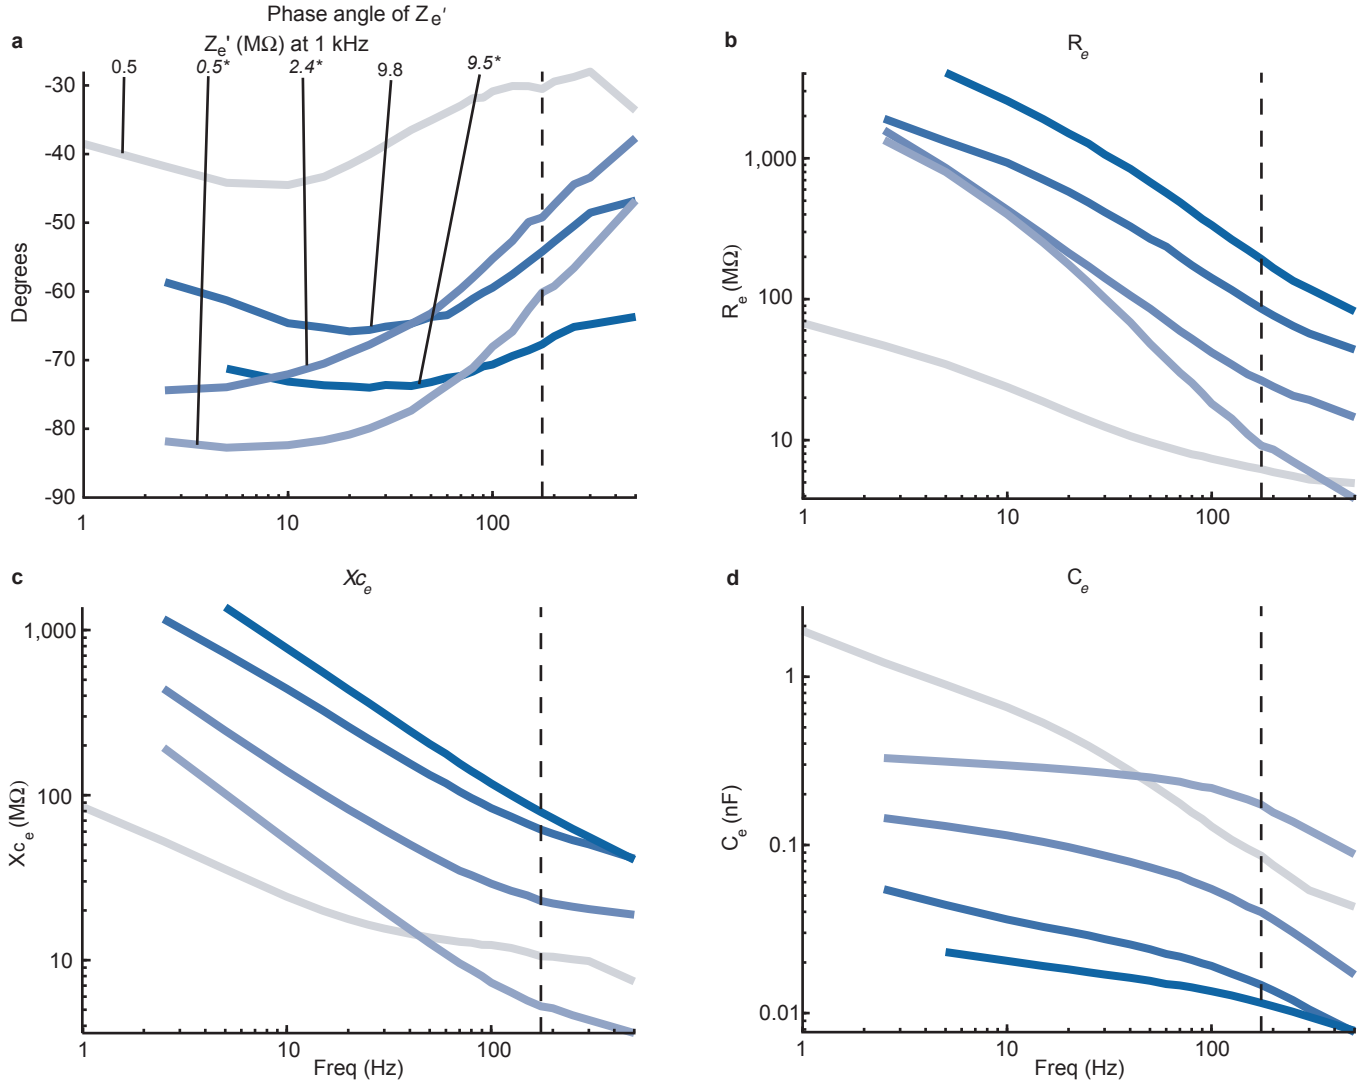 Phase angle of Ze'
a
Ze' (MΩ) at 1 kHz
0.5
0.5*
2.4*
9.8
9.5*
-30
-40
-50
-60
-70
-80
-90
Degrees
1
10
100
b
Re
1,000
100
10
Re (MΩ)
1
10
100
c
Xce
1,000
100
10
Xce (MΩ)
1
10
100
Freq (Hz)
d
Ce
1
0.1
0.01
Ce (nF)
1
10
100
Freq (Hz)